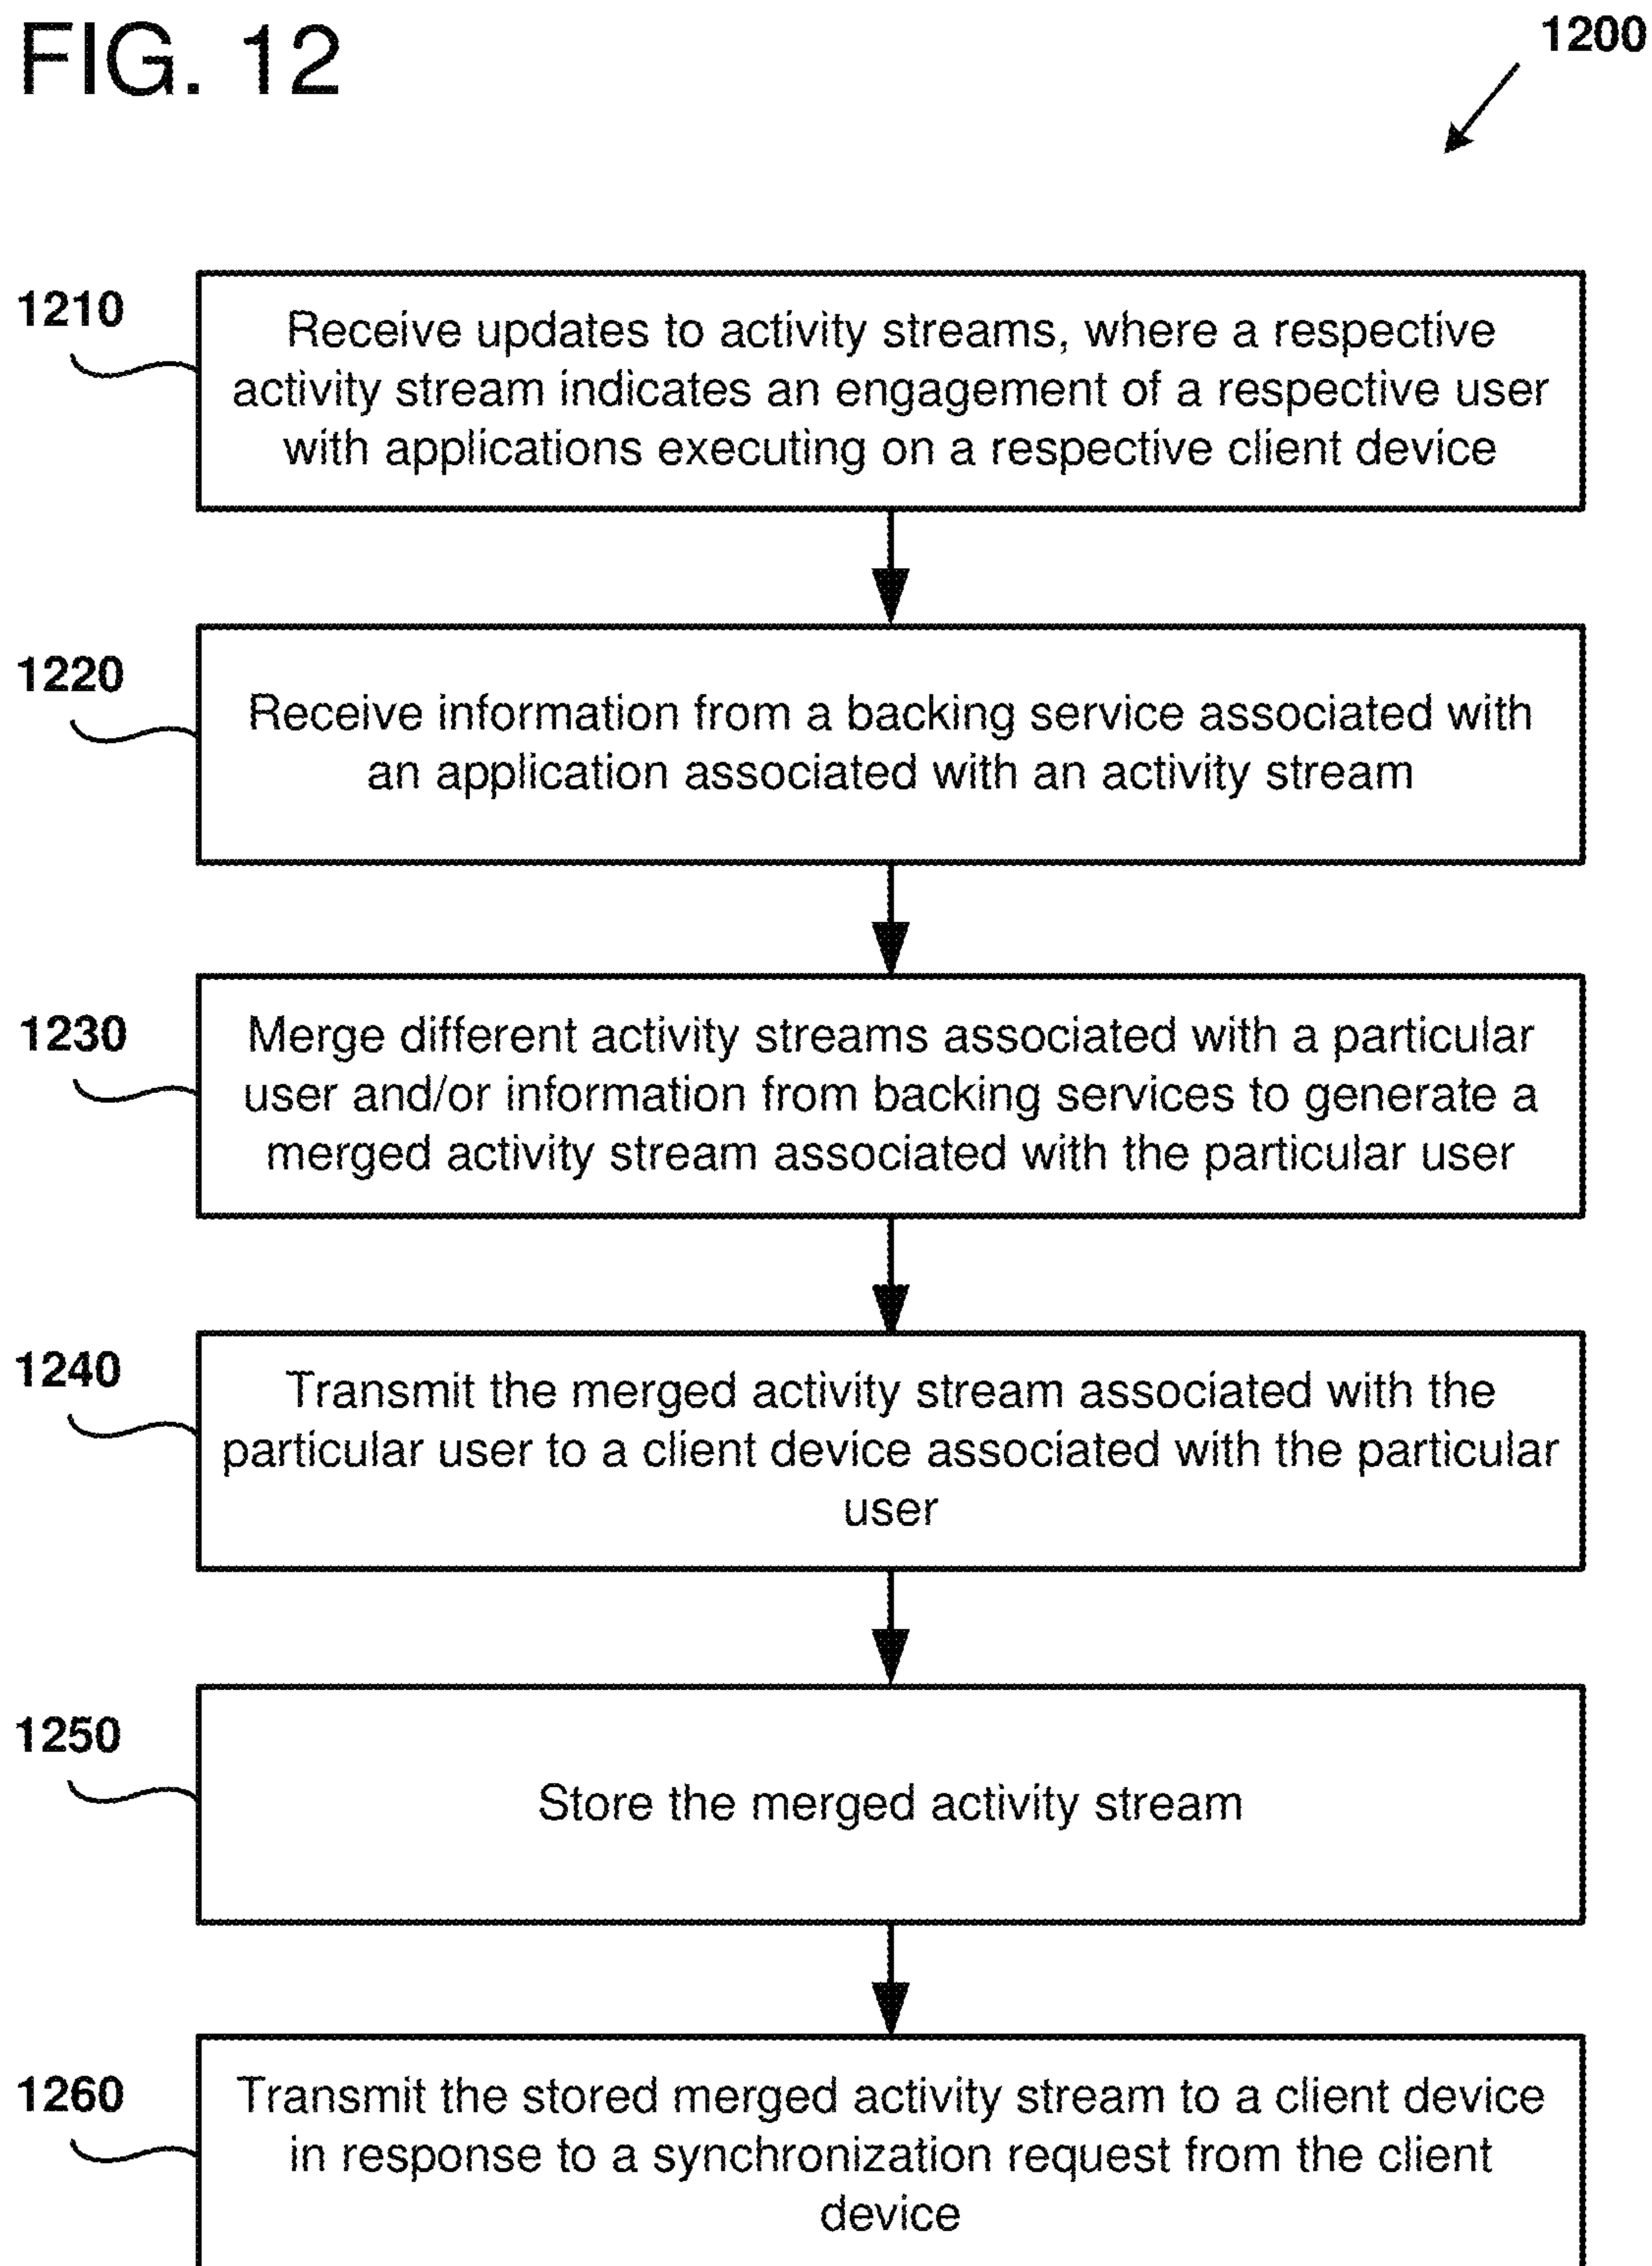 FIG. 12
1200
1210
Receive updates to activity streams, where a respective
activity stream indicates an engagement of a respective user
with applications executing on a respective client device
1220
Receive information from a backing service associated with
an application associated with an activity stream
1230
Merge different activity streams associated with a particular
user and/or information from backing services to generate a
merged activity stream associated with the particular user
1240
Transmit the merged activity stream associated with the
particular user to a client device associated with the particular
user
1250
Store the merged activity stream
1260
Transmit the stored merged activity stream to a client device
in response to a synchronization request from the client
device